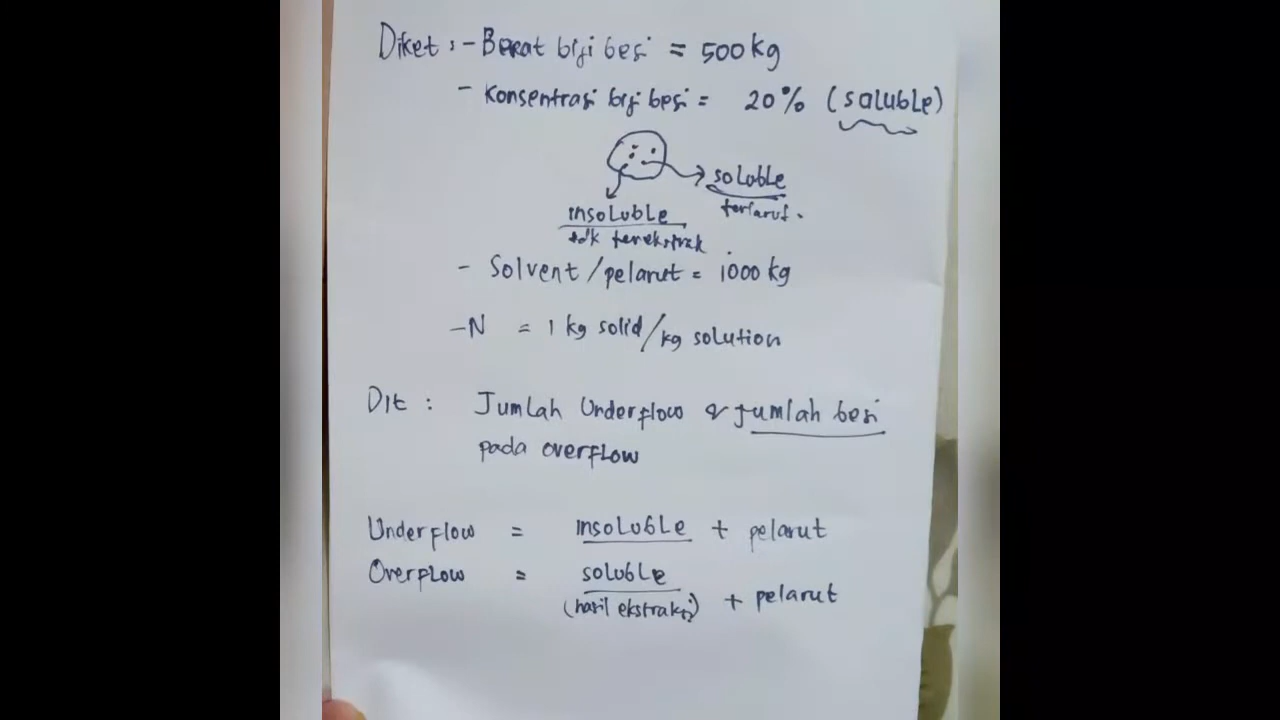 Diket : - Berat biji besi = 500 kg
- Konsentrasi biji besi = 20% (soluble)
soluble
terlarut.
insoluble
tdk terekstrak
- Solvent / pelarut = 1000 kg
- N = 1 kg solid / kg solution
Dit : Jumlah Underflow & jumlah besi
pada overflow
Underflow = insoluble + pelarut
Overflow = soluble + pelarut
(hasil ekstraksi)